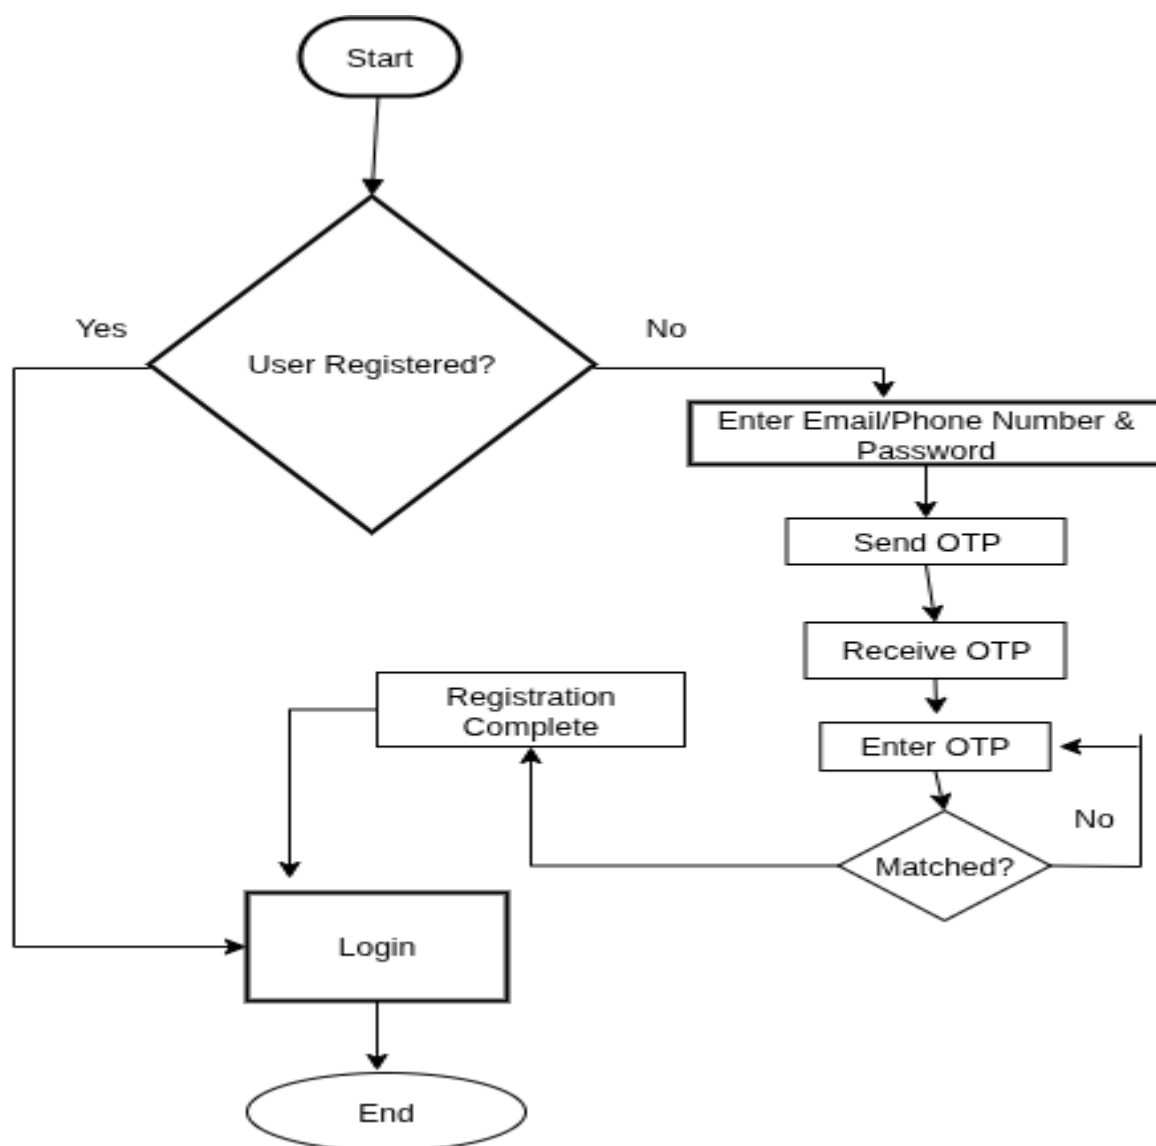 Start
Yes
No
User Registered?
Enter Email/Phone Number &
Password
Send OTP
Receive OTP
Registration
Complete
Enter OTP
No
Matched?
Login
End